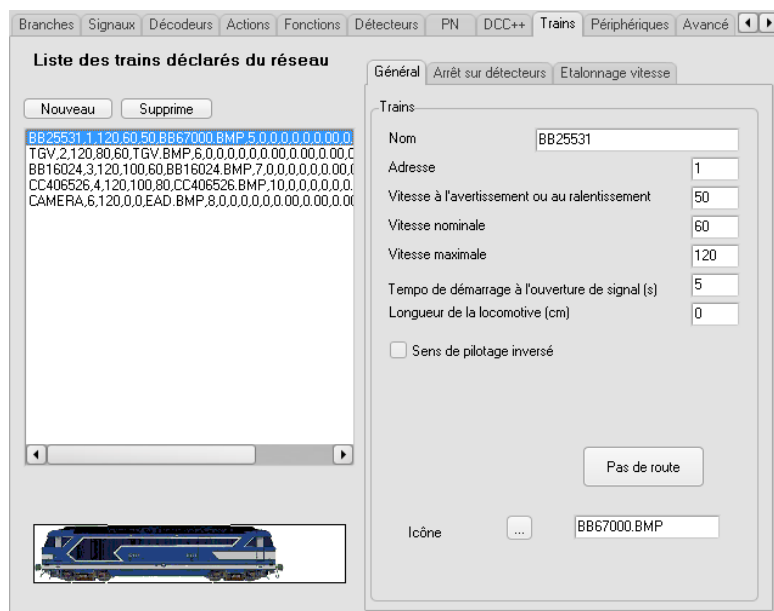 Branches Signaux Décodeurs Actions Fonctions Détecteurs PN DCC++ Trains Périphériques Avancé
Liste des trains déclarés du réseau
Nouveau Supprime
BB25531,1,120,60,50,BB67000.BMP,5,0,0,0,0,0,0.00,0.
TGV,2,120,80,60,TGV.BMP,6,0,0,0,0,0,0.00,0.00,0.00,0
BB16024,3,120,100,60,BB16024.BMP,7,0,0,0,0,0,0.00,
CC406526,4,120,100,80,CC406526.BMP,10,0,0,0,0,0,0.
CAMERA,6,120,0,0,EAD.BMP,8,0,0,0,0,0,0.00,0.00,0.00
Général Arrêt sur détecteurs Etalonnage vitesse
Trains
Nom BB25531
Adresse 1
Vitesse à l'avertissement ou au ralentissement 50
Vitesse nominale 60
Vitesse maximale 120
Tempo de démarrage à l'ouverture de signal (s) 5
Longueur de la locomotive (cm) 0
Sens de pilotage inversé
Pas de route
Icône ... BB67000.BMP